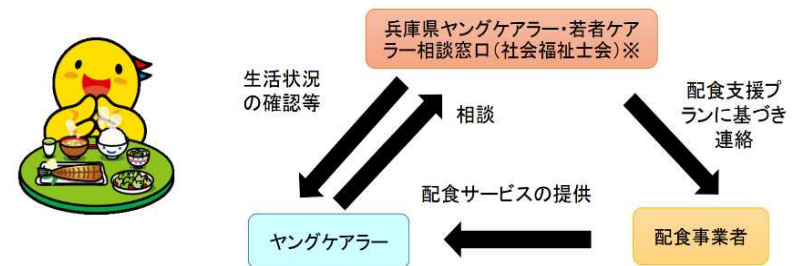 兵庫県ヤングケアラー・若者ケア
ラー相談窓口(社会福祉士会)※
生活状況
の確認等
相談
配食支援プ
ランに基づき
連絡
配食サービスの提供
ヤングケアラー
配食事業者